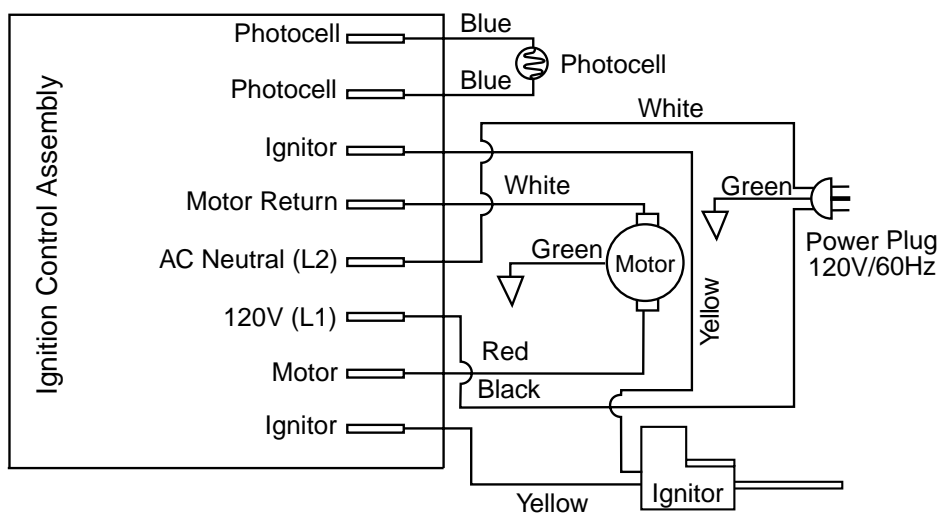 Ignition Control Assembly
Photocell
Blue
Photocell
Photocell
Blue
Ignitor
White
Motor Return
White
Green
AC Neutral (L2)
Green
Motor
Power Plug
120V/60Hz
120V (L1)
Yellow
Motor
Red
Black
Ignitor
Yellow
Ignitor